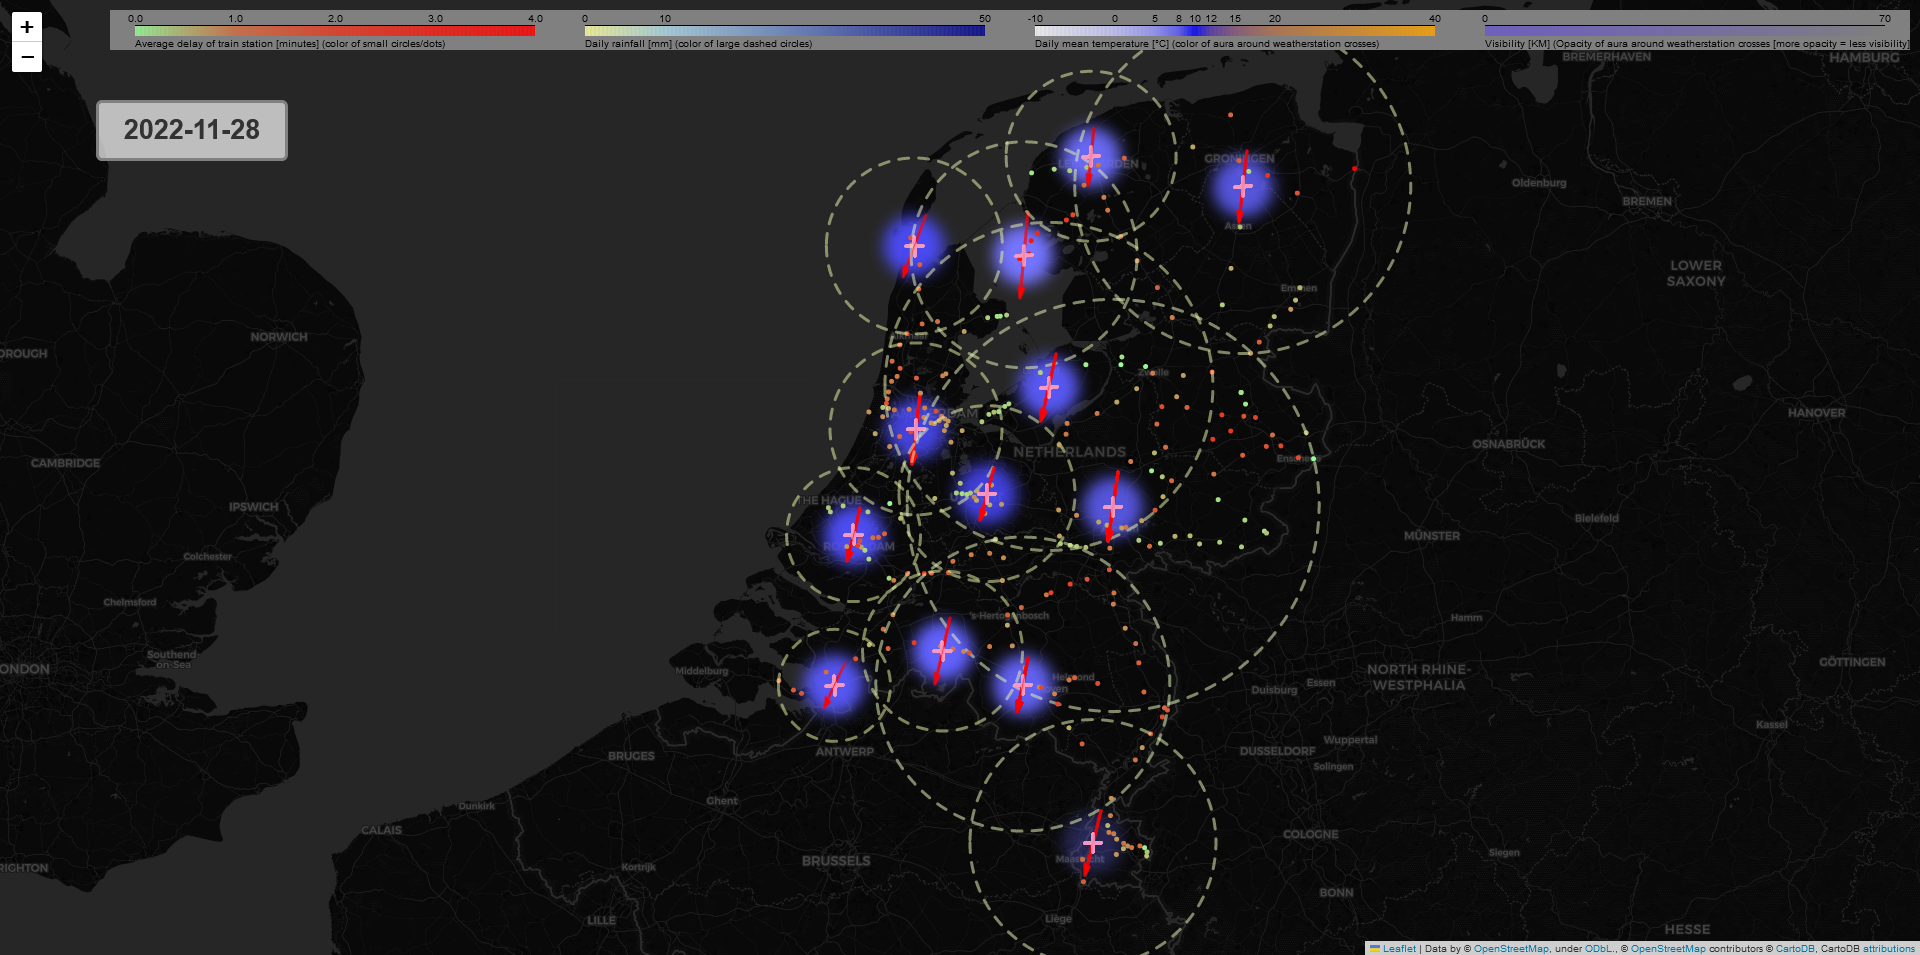 +
−
0.0 1.0 2.0 3.0 4.0
Average delay of train station [minutes] (color of small circles/dots)
0 10 50
Daily rainfall [mm] (color of large dashed circles)
-10 0 5 8 10 12 15 20 40
Daily mean temperature [°C] (color of aura around weatherstation crosses)
0 70
Visibility [KM] (Opacity of aura around weatherstation crosses [more opacity = less visibility]
2022-11-28
BREMERHAVEN
HAMBURG
GRONINGEN
Oldenburg
BREMEN
Assen
LOWER
SAXONY
Emmen
NORWICH
OROUGH
Zwolle
HANOVER
NETHERLANDS
OSNABRÜCK
CAMBRIDGE
Enschede
THE HAGUE
IPSWICH
Bielefeld
MÜNSTER
Colchester
Chelmsford
's-Hertogenbosch
Hamm
Southend
-on-Sea
ONDON
Middelburg
Helmond
NORTH RHINE-
WESTPHALIA
GÖTTINGEN
Essen
Duisburg
Kassel
ANTWERP
BRUGES
DUSSELDORF
Wuppertal
Solingen
Ghent
Dunkirk
CALAIS
COLOGNE
BRUSSELS
Maastricht
Siegen
RIGHTON
Kortrijk
BONN
LILLE
Liège
HESSE
Leaflet | Data by © OpenStreetMap, under ODbL., © OpenStreetMap contributors © CartoDB, CartoDB attributions